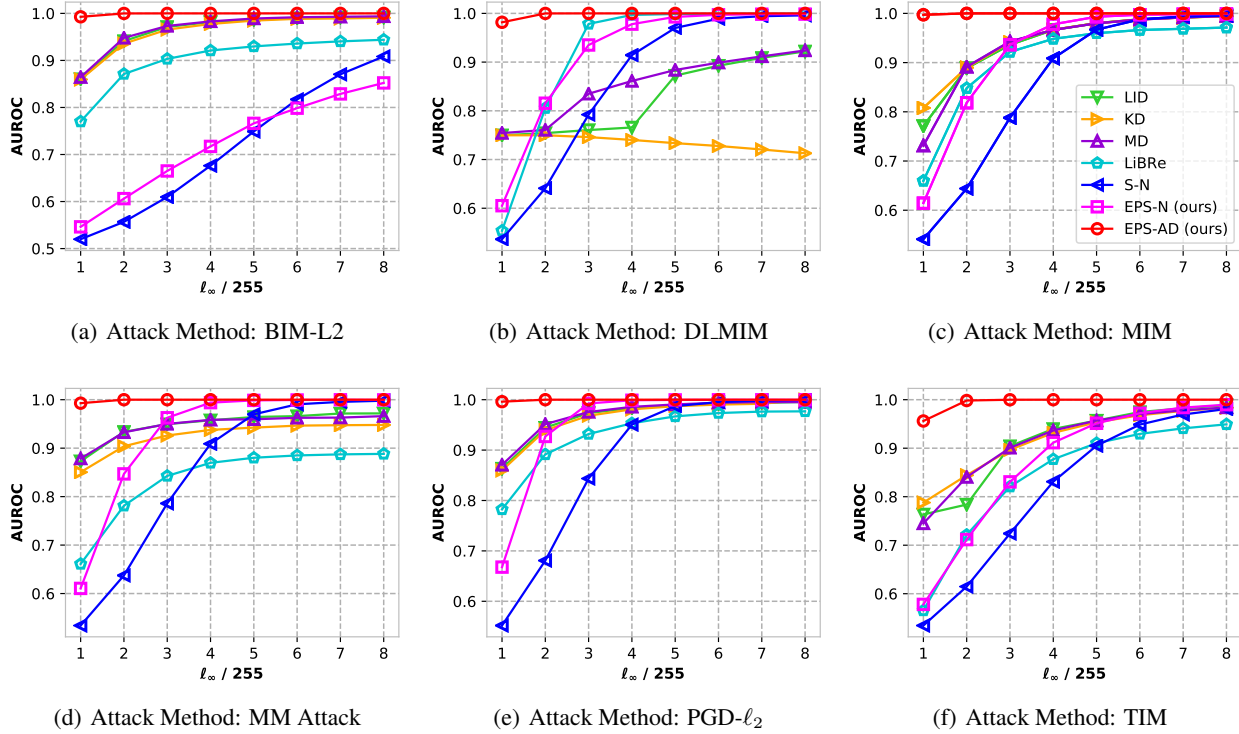 1.0
0.9
0.8
0.7
0.6
0.5
AUROC
1 2 3 4 5 6 7 8
ℓ∞ / 255
(a) Attack Method: BIM-L2
1.0
0.9
0.8
0.7
0.6
AUROC
1 2 3 4 5 6 7 8
ℓ∞ / 255
(b) Attack Method: DI_MIM
1.0
0.9
0.8
0.7
0.6
AUROC
LID
KD
MD
LiBRe
S-N
EPS-N (ours)
EPS-AD (ours)
1 2 3 4 5 6 7 8
ℓ∞ / 255
(c) Attack Method: MIM
1.0
0.9
0.8
0.7
0.6
AUROC
1 2 3 4 5 6 7 8
ℓ∞ / 255
(d) Attack Method: MM Attack
1.0
0.9
0.8
0.7
0.6
AUROC
1 2 3 4 5 6 7 8
ℓ∞ / 255
(e) Attack Method: PGD-ℓ₂
1.0
0.9
0.8
0.7
0.6
AUROC
1 2 3 4 5 6 7 8
ℓ∞ / 255
(f) Attack Method: TIM